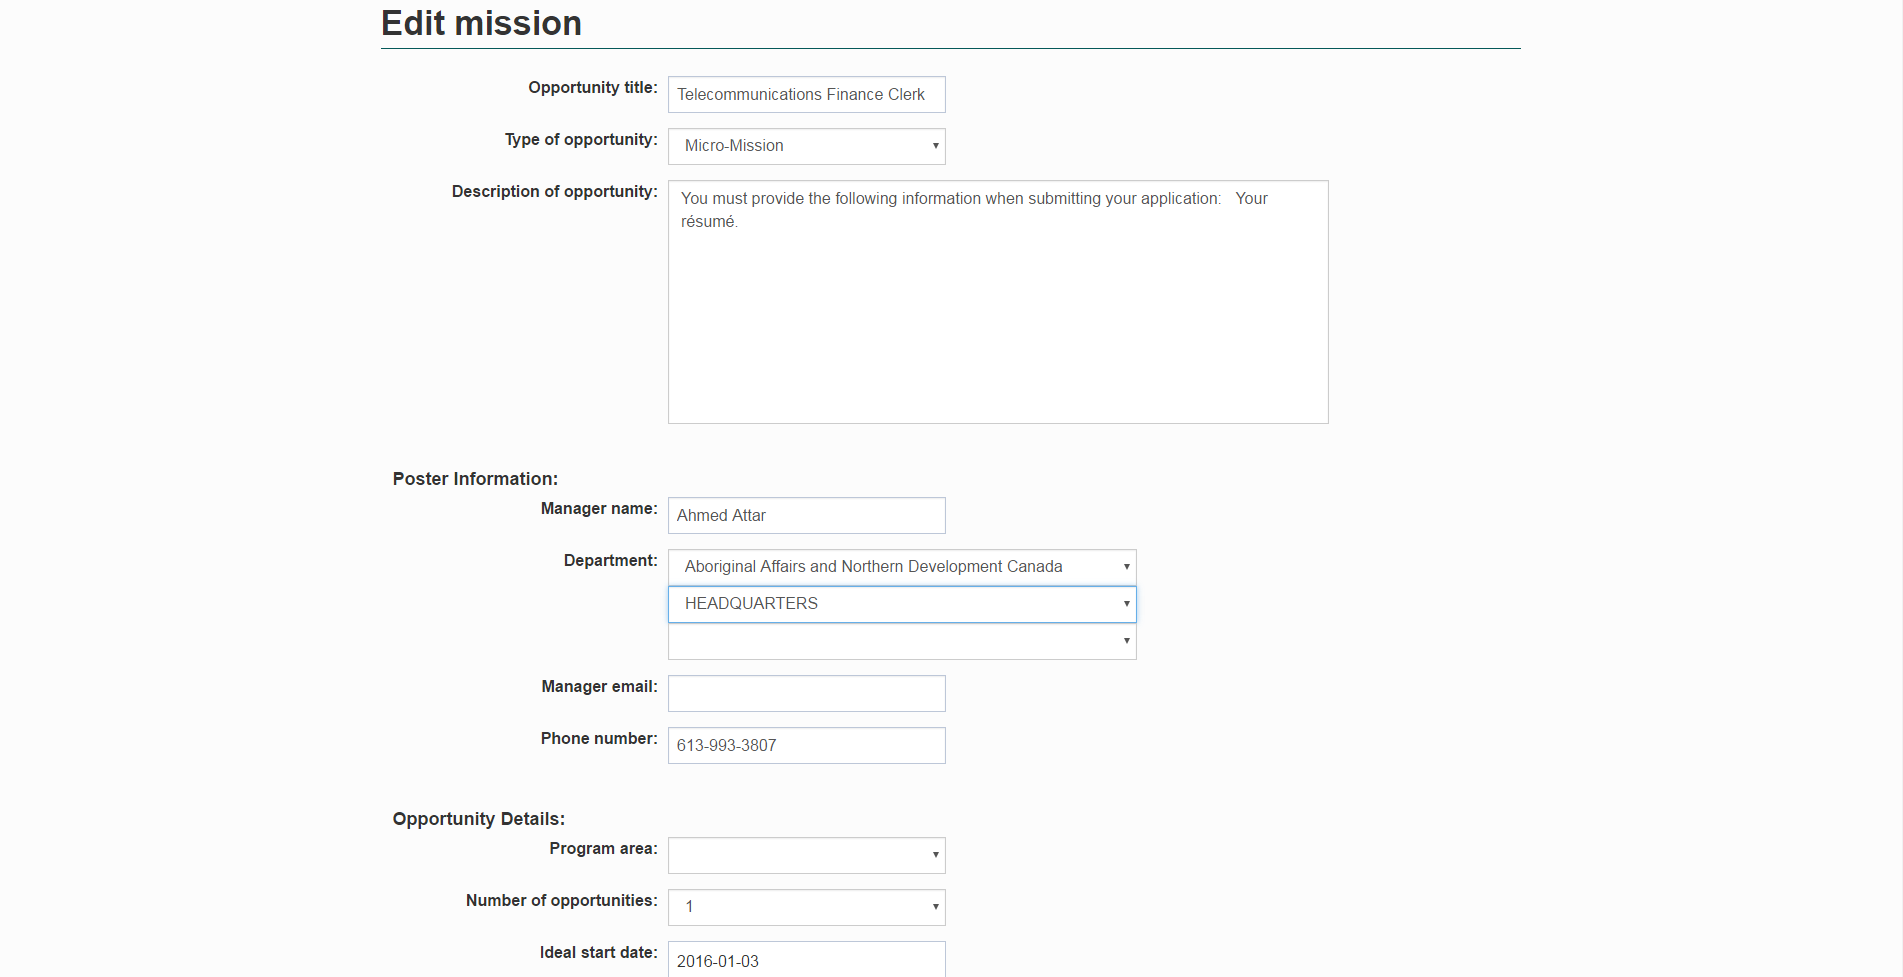 Edit mission
Opportunity title: Telecommunications Finance Clerk
Type of opportunity: Micro-Mission
Description of opportunity: You must provide the following information when submitting your application:   Your
résumé.
Poster Information:
Manager name: Ahmed Attar
Department: Aboriginal Affairs and Northern Development Canada
HEADQUARTERS
Manager email:
Phone number: 613-993-3807
Opportunity Details:
Program area:
Number of opportunities: 1
Ideal start date: 2016-01-03